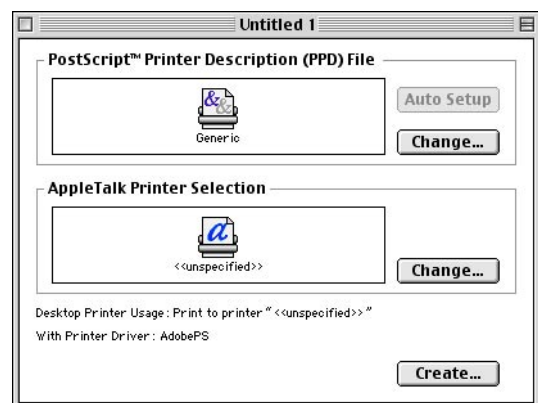 Untitled 1
PostScript™ Printer Description (PPD) File
Generic
Auto Setup
Change...
AppleTalk Printer Selection
<<unspecified>>
Change...
Desktop Printer Usage: Print to printer "<<unspecified>>"
With Printer Driver: AdobePS
Create...